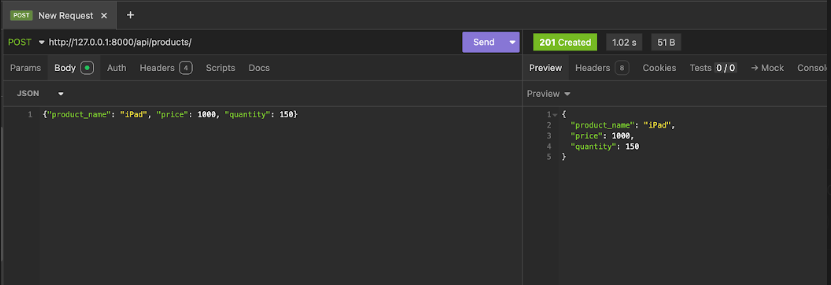 POST New Request × +
POST http://127.0.0.1:8000/api/products/ Send
201 Created 1.02 s 51 B
Params Body Auth Headers 4 Scripts Docs
Preview Headers 8 Cookies Tests 0 / 0 → Mock Consol
JSON
Preview
1 {"product_name": "iPad", "price": 1000, "quantity": 150}
1 {
2 "product_name": "iPad",
3 "price": 1000,
4 "quantity": 150
5 }